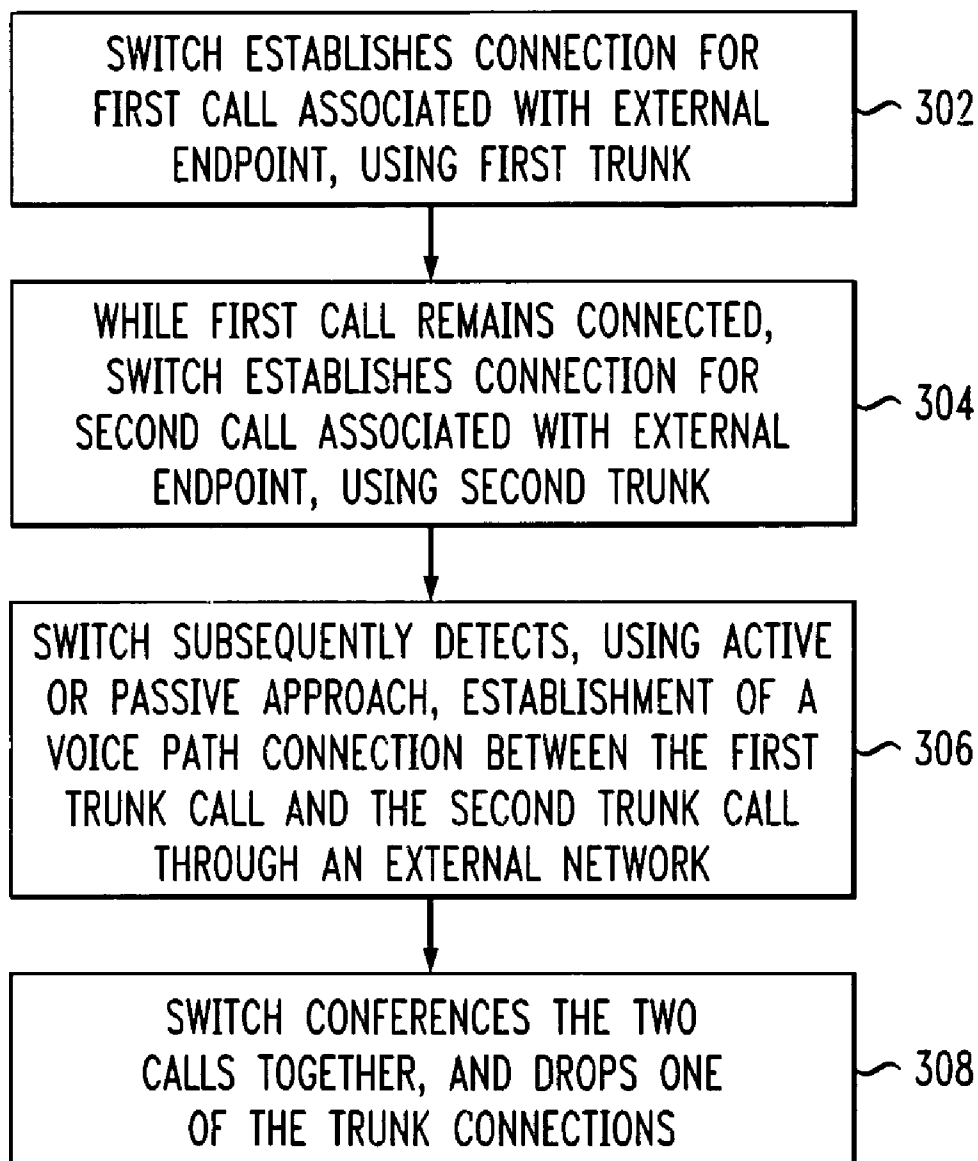 SWITCH ESTABLISHES CONNECTION FOR
FIRST CALL ASSOCIATED WITH EXTERNAL
ENDPOINT, USING FIRST TRUNK
302
WHILE FIRST CALL REMAINS CONNECTED,
SWITCH ESTABLISHES CONNECTION FOR
SECOND CALL ASSOCIATED WITH EXTERNAL
ENDPOINT, USING SECOND TRUNK
304
SWITCH SUBSEQUENTLY DETECTS, USING ACTIVE
OR PASSIVE APPROACH, ESTABLISHMENT OF A
VOICE PATH CONNECTION BETWEEN THE FIRST
TRUNK CALL AND THE SECOND TRUNK CALL
THROUGH AN EXTERNAL NETWORK
306
SWITCH CONFERENCES THE TWO
CALLS TOGETHER, AND DROPS ONE
OF THE TRUNK CONNECTIONS
308